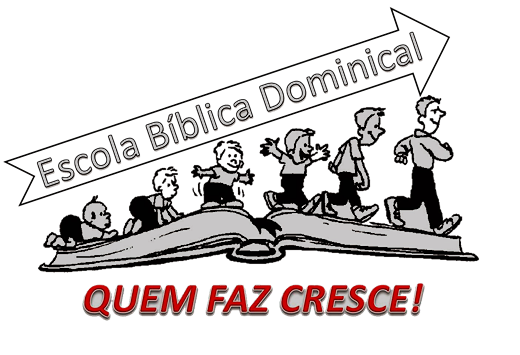 Escola Bíblica Dominical
QUEM FAZ CRESCE!